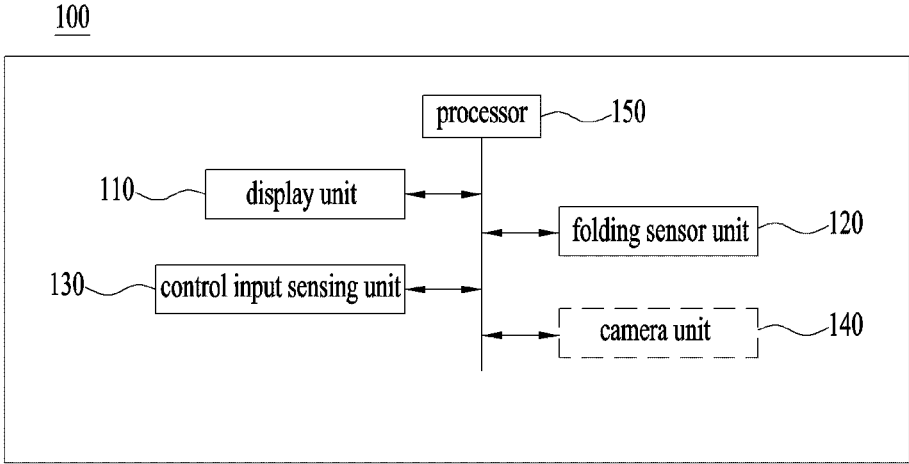 100
processor 150
110 display unit
folding sensor unit 120
130 control input sensing unit
camera unit 140